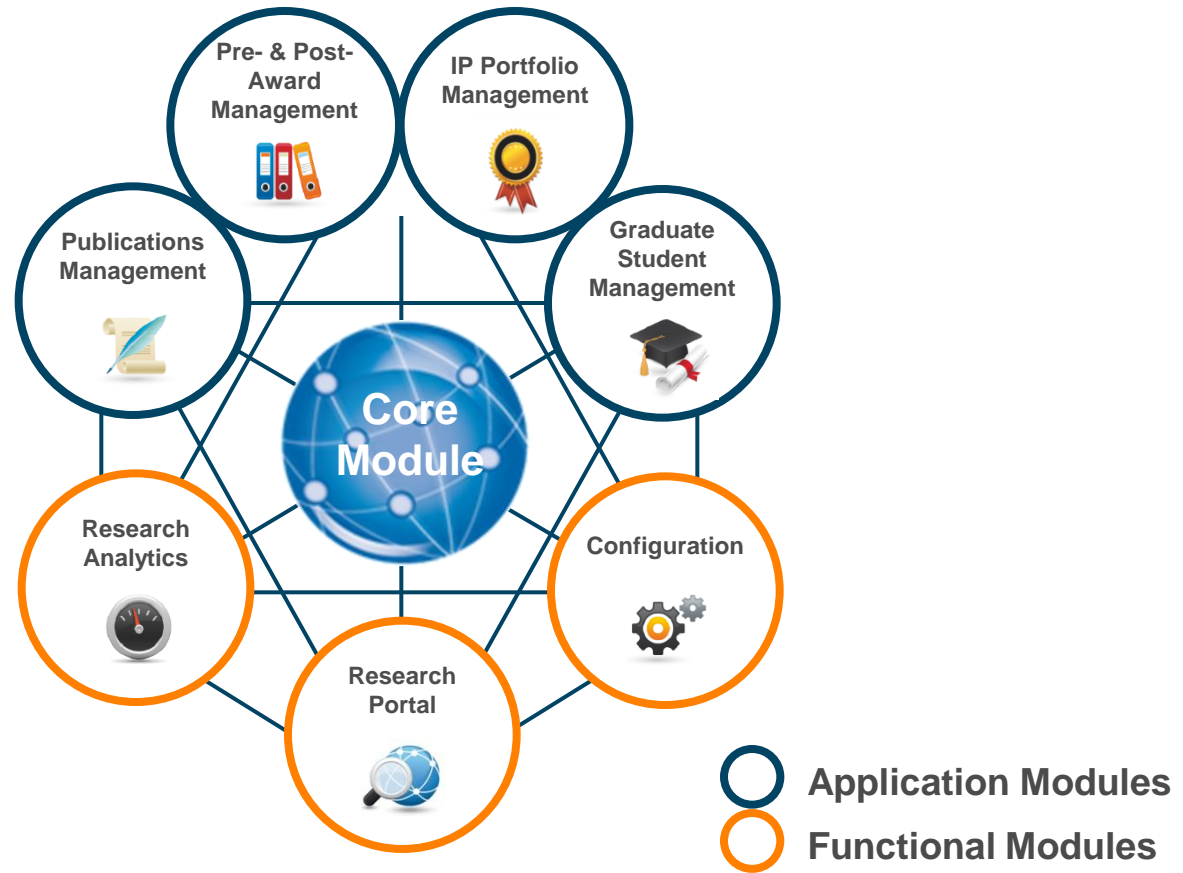 Pre- & Post-
Award
Management
IP Portfolio
Management
Publications
Management
Graduate
Student
Management
Core
Module
Research
Analytics
Configuration
Research
Portal
Application Modules
Functional Modules